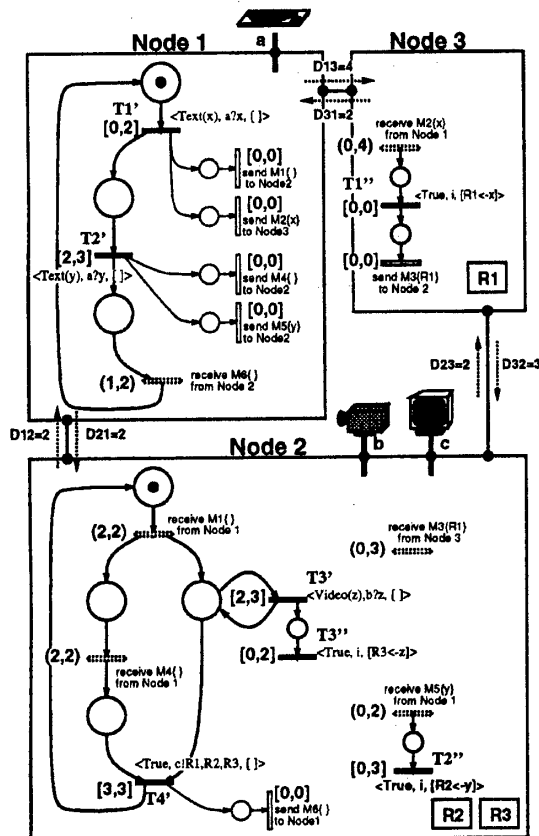 Node 1
a
Node 3
D13=4
D31=2
T1'
<Text(x), a?x, { }>
[0,2]
[0,0]
send M1{ }
to Node2
[0,0]
send M2{x}
to Node3
T2'
[2,3]
<Text(y), a?y, { }>
[0,0]
send M4{ }
to Node2
[0,0]
send M5{y}
to Node2
(1,2)
receive M6{ }
from Node 2
receive M2{x}
from Node 1
(0,4)
T1''
<True, i, {R1<-x}>
[0,0]
[0,0]
send M3{R1}
to Node 2
R1
D23=2
D32=3
D12=2
D21=2
Node 2
b
c
receive M1{ }
from Node 1
(2,2)
receive M3{R1}
from Node 3
(0,3)
T3'
[2,3]
<Video(z),b?z, { }>
T3''
[0,2]
<True, i, {R3<-z}>
(2,2)
receive M4{ }
from Node 1
receive M5{y}
from Node 1
(0,2)
T2''
[0,3]
<True, i, {R2<-y}>
<True, c!R1,R2,R3, { }>
[3,3]
T4'
[0,0]
send M6{ }
to Node1
R2
R3